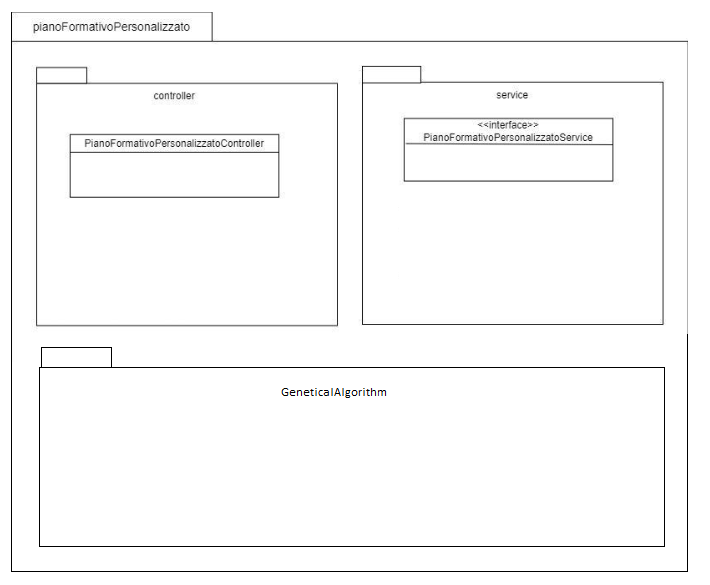 pianoFormativoPersonalizzato
controller
PianoFormativoPersonalizzatoController
service
<<interface>>
PianoFormativoPersonalizzatoService
GeneticalAlgorithm